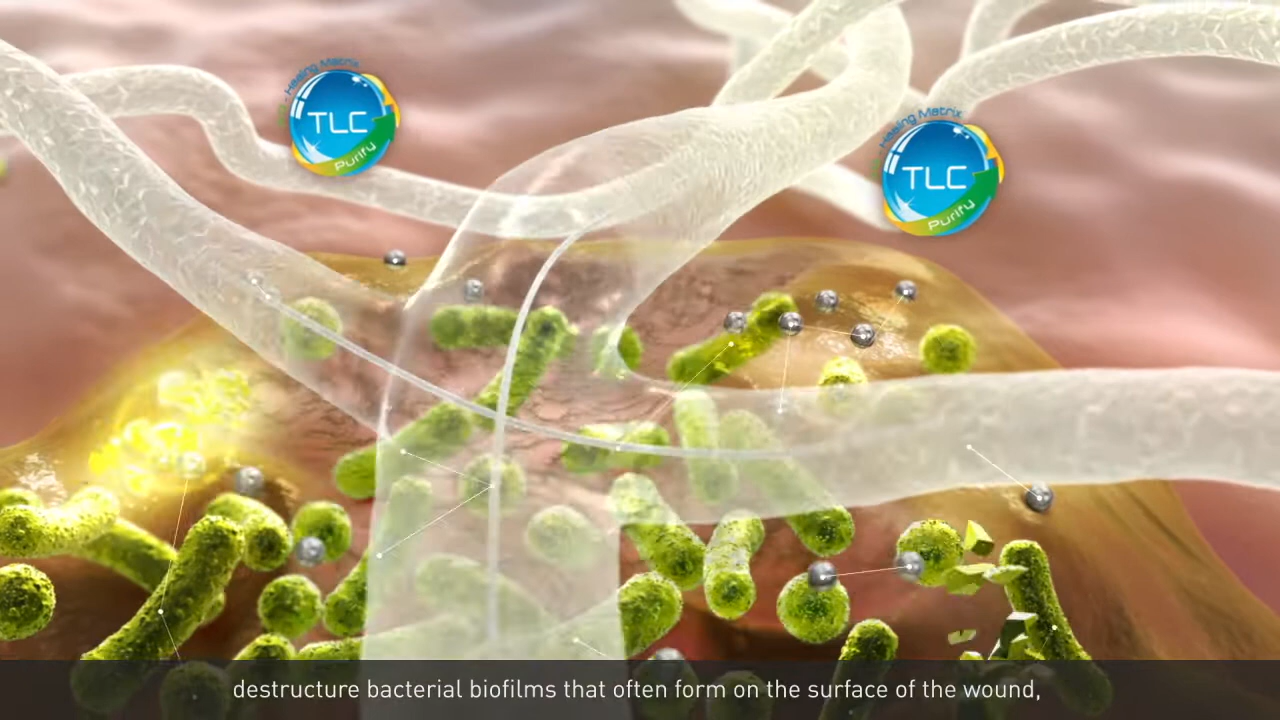 Healing Matrix
TLC
Purify
Healing Matrix
TLC
Purify
destructure bacterial biofilms that often form on the surface of the wound,